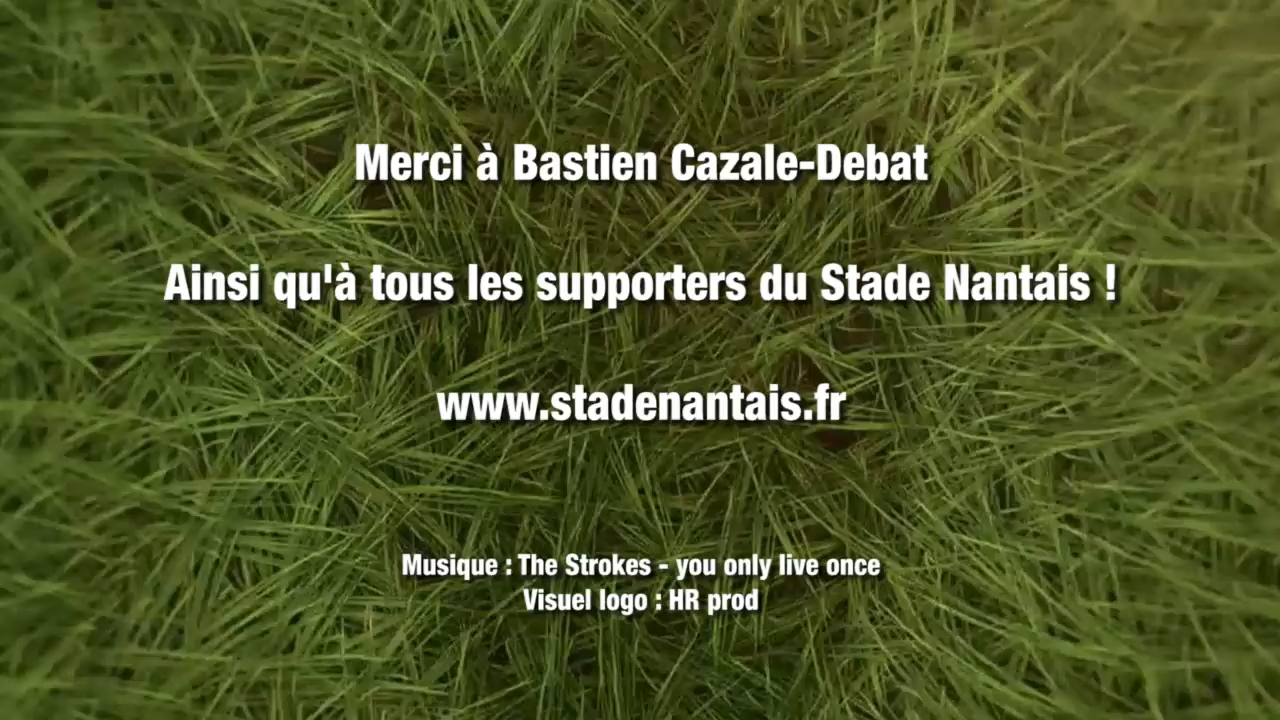 Merci à Bastien Cazale-Debat
Ainsi qu'à tous les supporters du Stade Nantais !
www.stadenantais.fr
Musique : The Strokes - you only live once
Visuel logo : HR prod